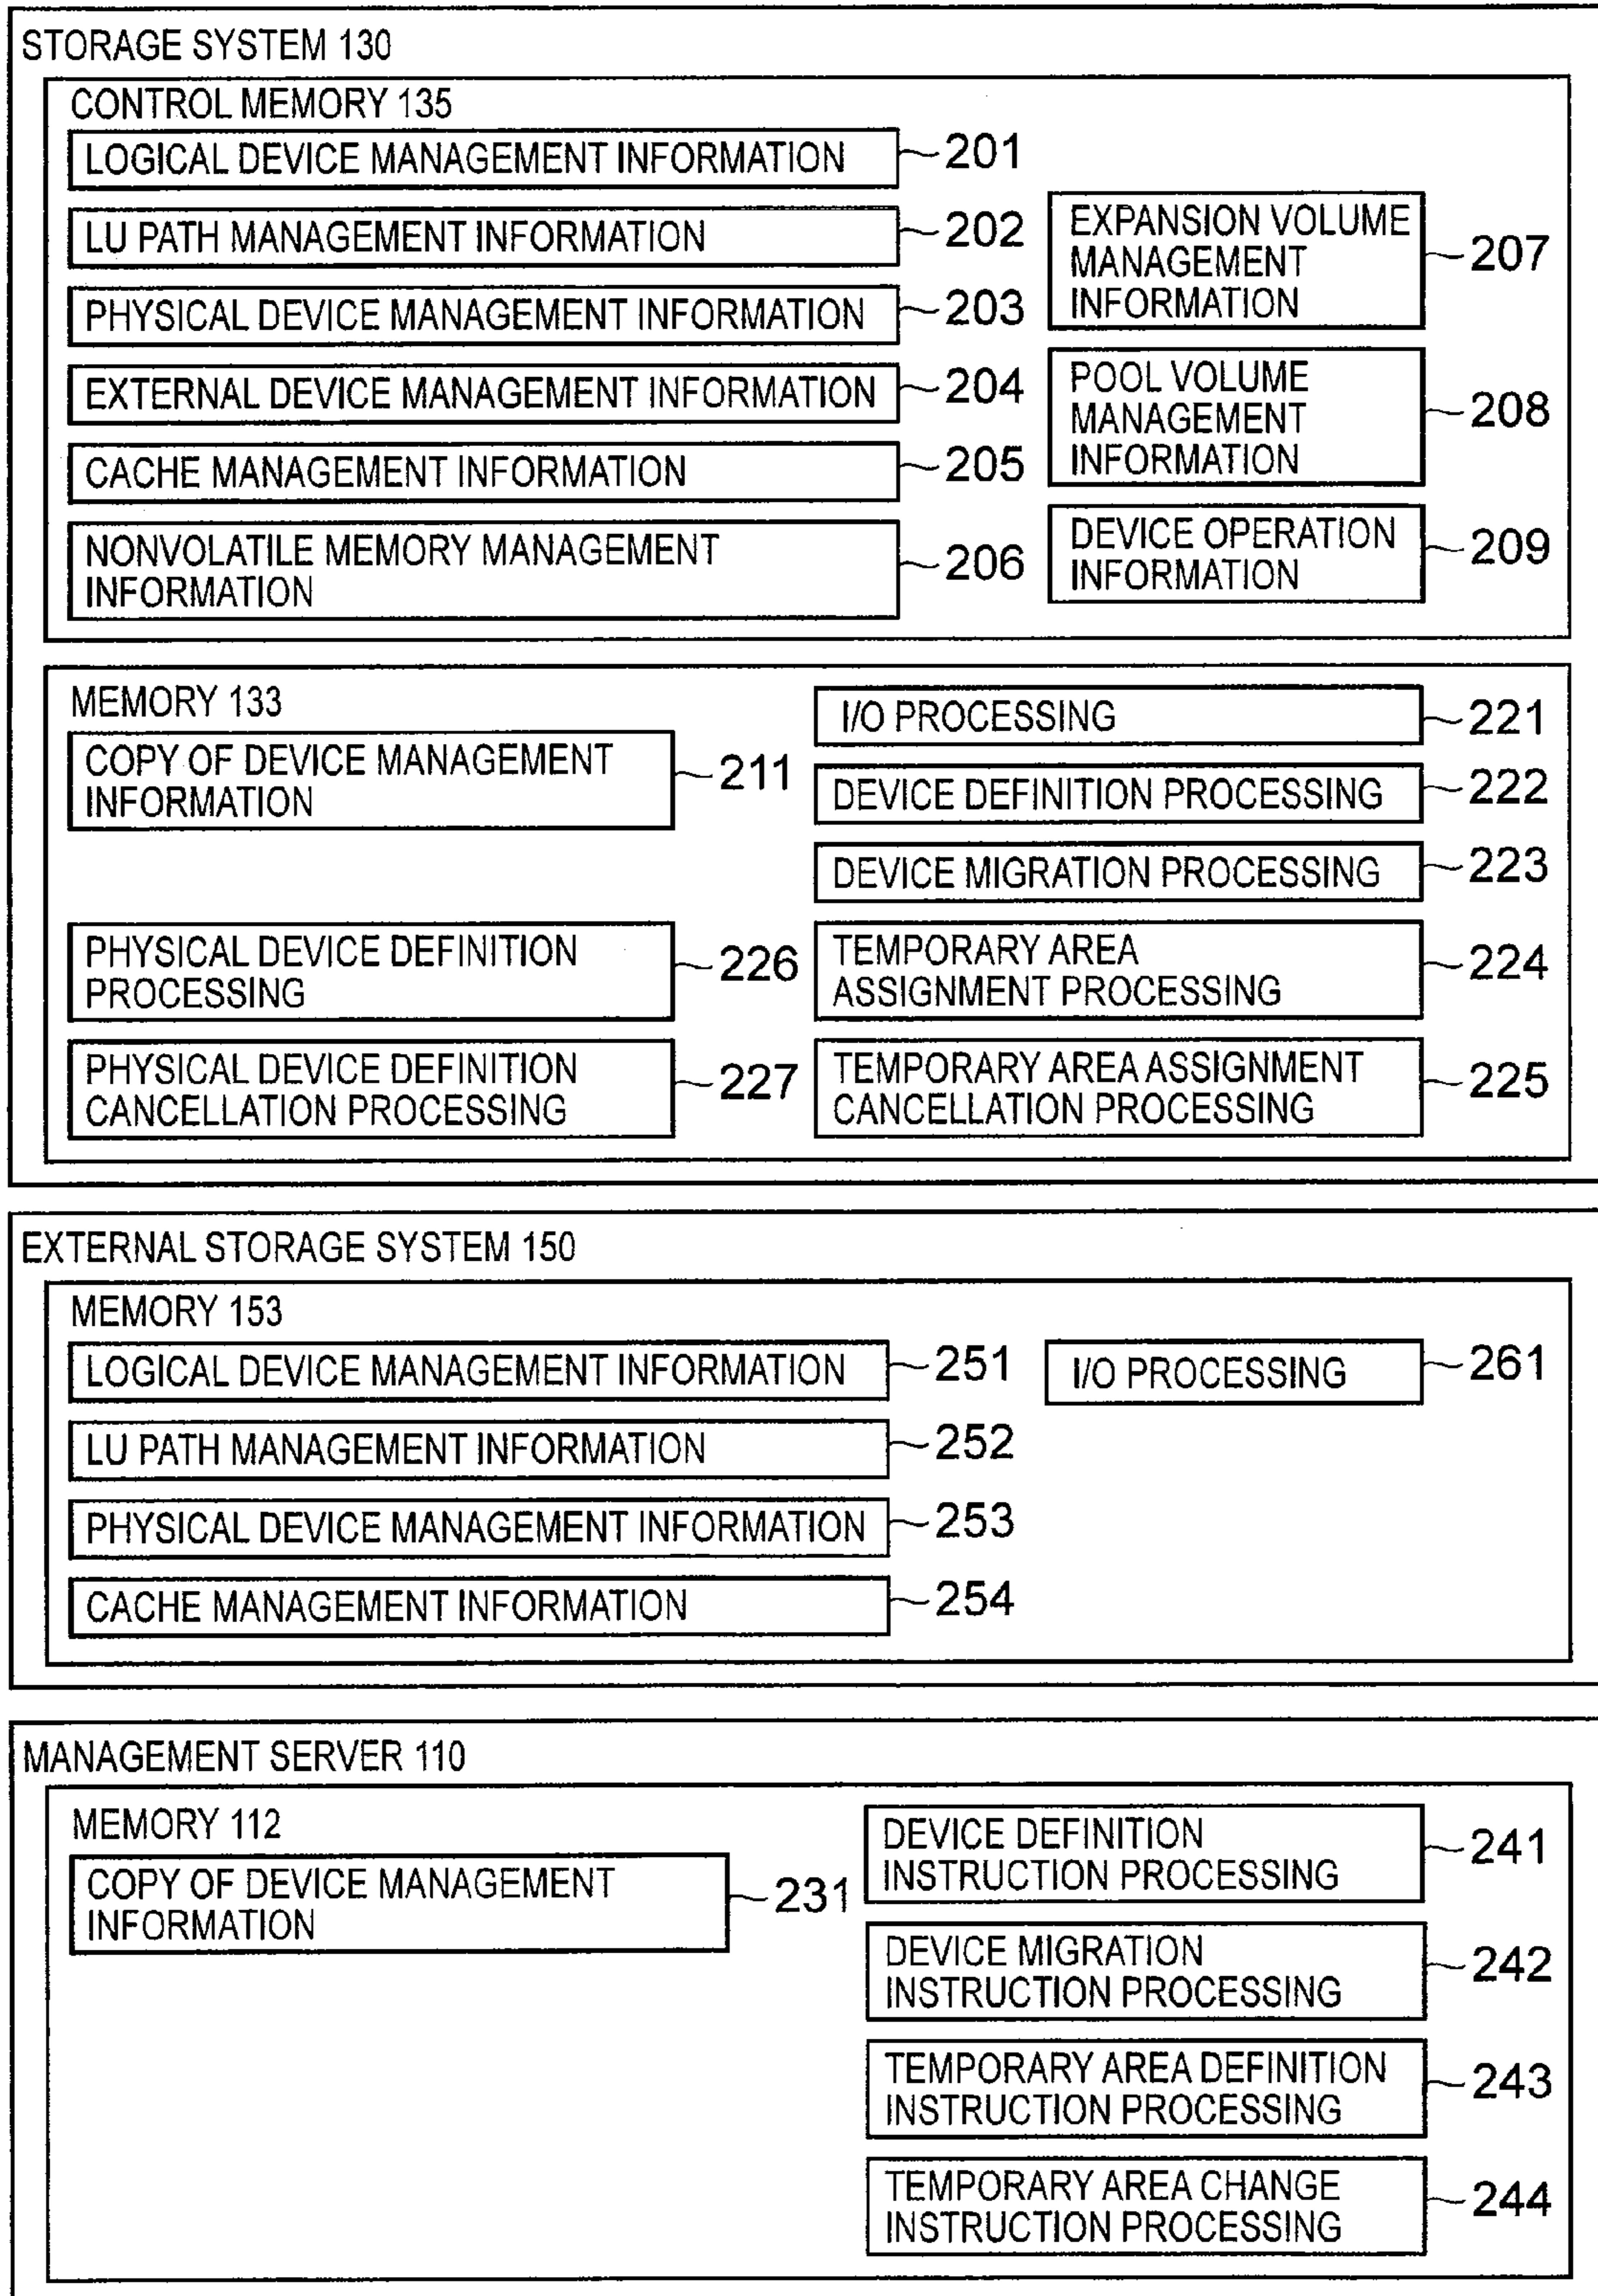 STORAGE SYSTEM 130
CONTROL MEMORY 135
LOGICAL DEVICE MANAGEMENT INFORMATION
201
LU PATH MANAGEMENT INFORMATION
202
PHYSICAL DEVICE MANAGEMENT INFORMATION
203
EXTERNAL DEVICE MANAGEMENT INFORMATION
204
CACHE MANAGEMENT INFORMATION
205
NONVOLATILE MEMORY MANAGEMENT
INFORMATION
206
EXPANSION VOLUME
MANAGEMENT
INFORMATION
207
POOL VOLUME
MANAGEMENT
INFORMATION
208
DEVICE OPERATION
INFORMATION
209
MEMORY 133
COPY OF DEVICE MANAGEMENT
INFORMATION
211
PHYSICAL DEVICE DEFINITION
PROCESSING
226
PHYSICAL DEVICE DEFINITION
CANCELLATION PROCESSING
227
I/O PROCESSING
221
DEVICE DEFINITION PROCESSING
222
DEVICE MIGRATION PROCESSING
223
TEMPORARY AREA
ASSIGNMENT PROCESSING
224
TEMPORARY AREA ASSIGNMENT
CANCELLATION PROCESSING
225
EXTERNAL STORAGE SYSTEM 150
MEMORY 153
LOGICAL DEVICE MANAGEMENT INFORMATION
251
LU PATH MANAGEMENT INFORMATION
252
PHYSICAL DEVICE MANAGEMENT INFORMATION
253
CACHE MANAGEMENT INFORMATION
254
I/O PROCESSING
261
MANAGEMENT SERVER 110
MEMORY 112
COPY OF DEVICE MANAGEMENT
INFORMATION
231
DEVICE DEFINITION
INSTRUCTION PROCESSING
241
DEVICE MIGRATION
INSTRUCTION PROCESSING
242
TEMPORARY AREA DEFINITION
INSTRUCTION PROCESSING
243
TEMPORARY AREA CHANGE
INSTRUCTION PROCESSING
244